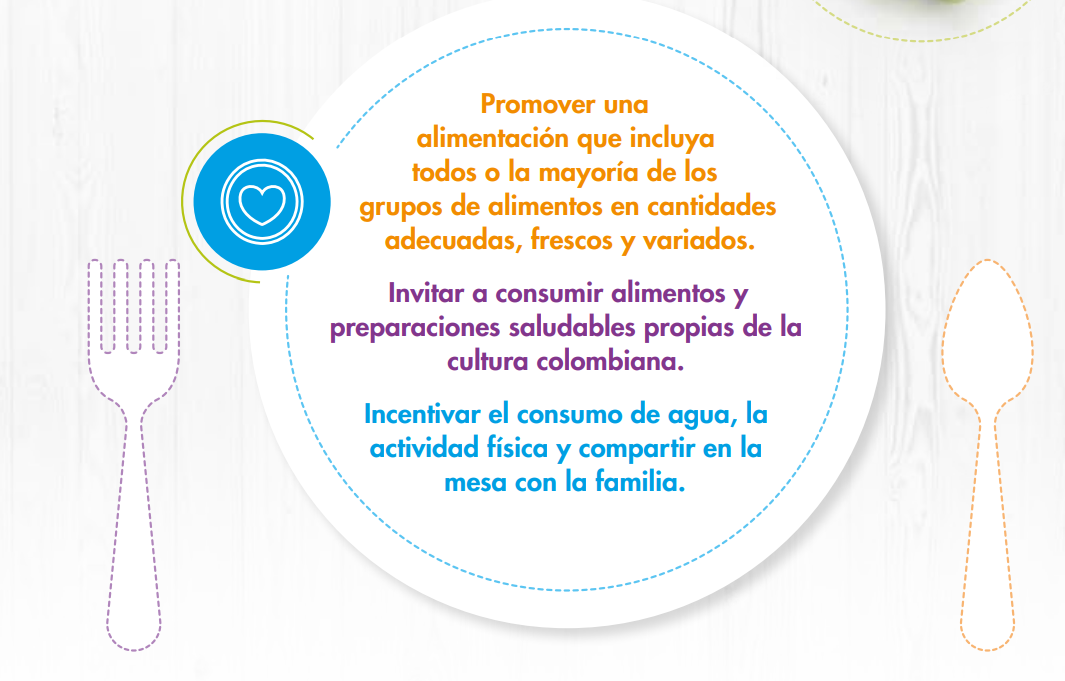 Promover una
alimentación que incluya
todos o la mayoría de los
grupos de alimentos en cantidades
adecuadas, frescos y variados.
Invitar a consumir alimentos y
preparaciones saludables propias de la
cultura colombiana.
Incentivar el consumo de agua, la
actividad física y compartir en la
mesa con la familia.